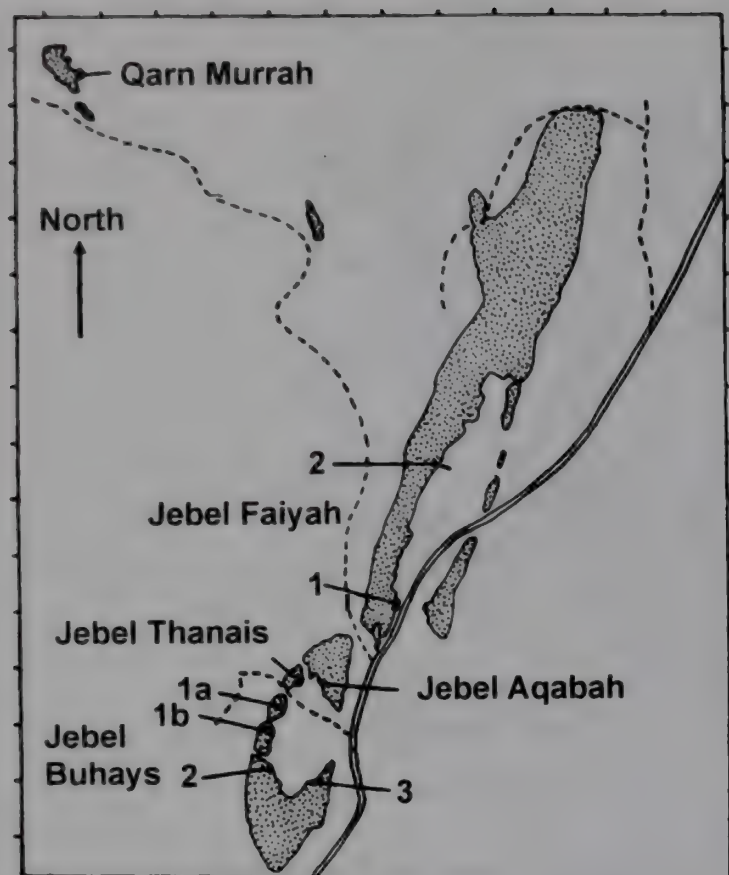 Qarn Murrah
North
2
Jebel Faiyah
1
Jebel Thanais
1a
Jebel Aqabah
1b
Jebel
Buhays
2
3